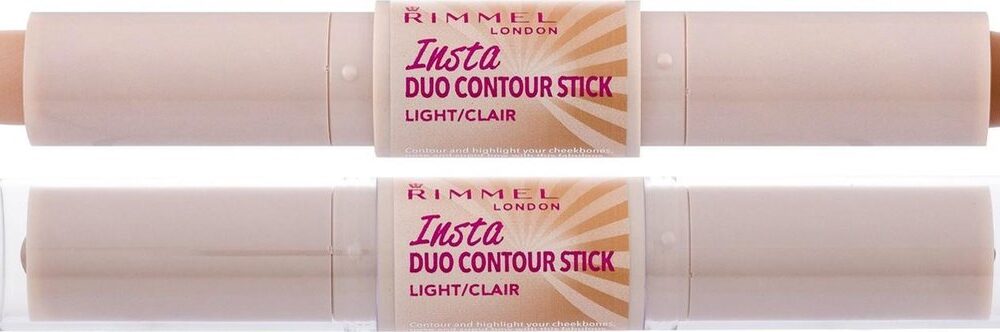 RIMMEL
LONDON
Insta
DUO CONTOUR STICK
LIGHT/CLAIR
Contour and highlight your cheekbones,
RIMMEL
LONDON
Insta
DUO CONTOUR STICK
LIGHT/CLAIR
Contour and highlight your cheekbones,